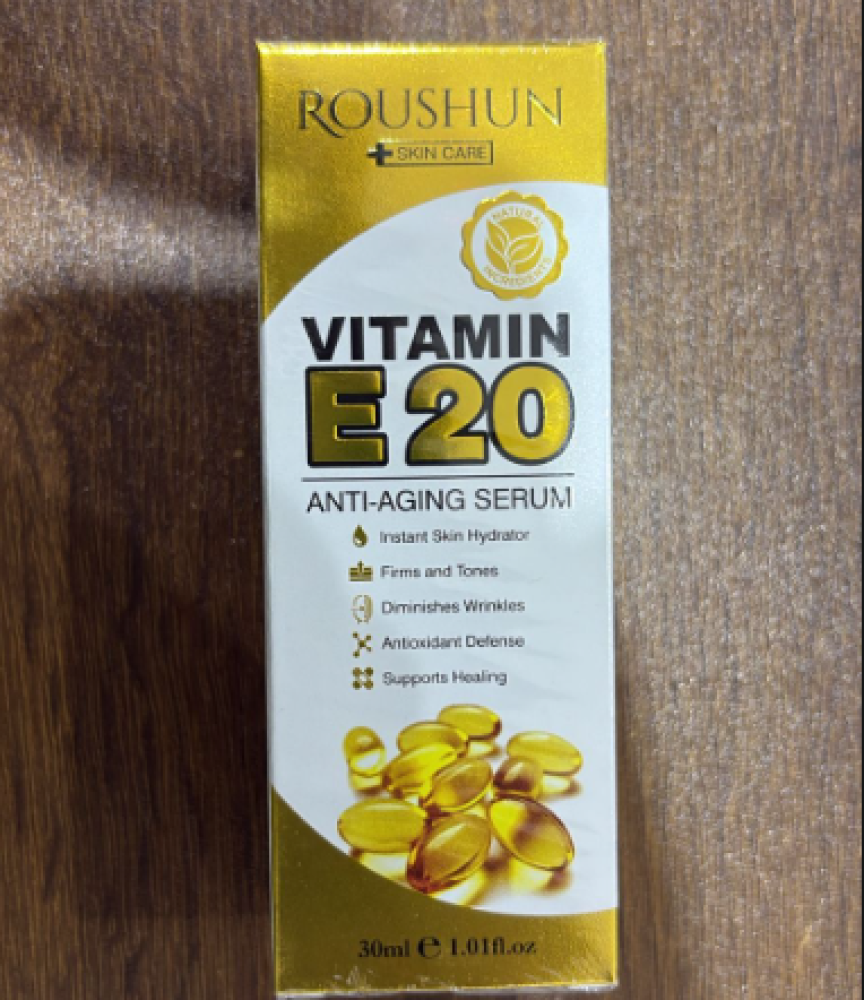 ROUSHUN
SKIN CARE
NATURAL
INGREDIENTS
VITAMIN
E 20
ANTI-AGING SERUM
Instant Skin Hydrator
Firms and Tones
Diminishes Wrinkles
Antioxidant Defense
Supports Healing
30ml ℮ 1.01fl.oz